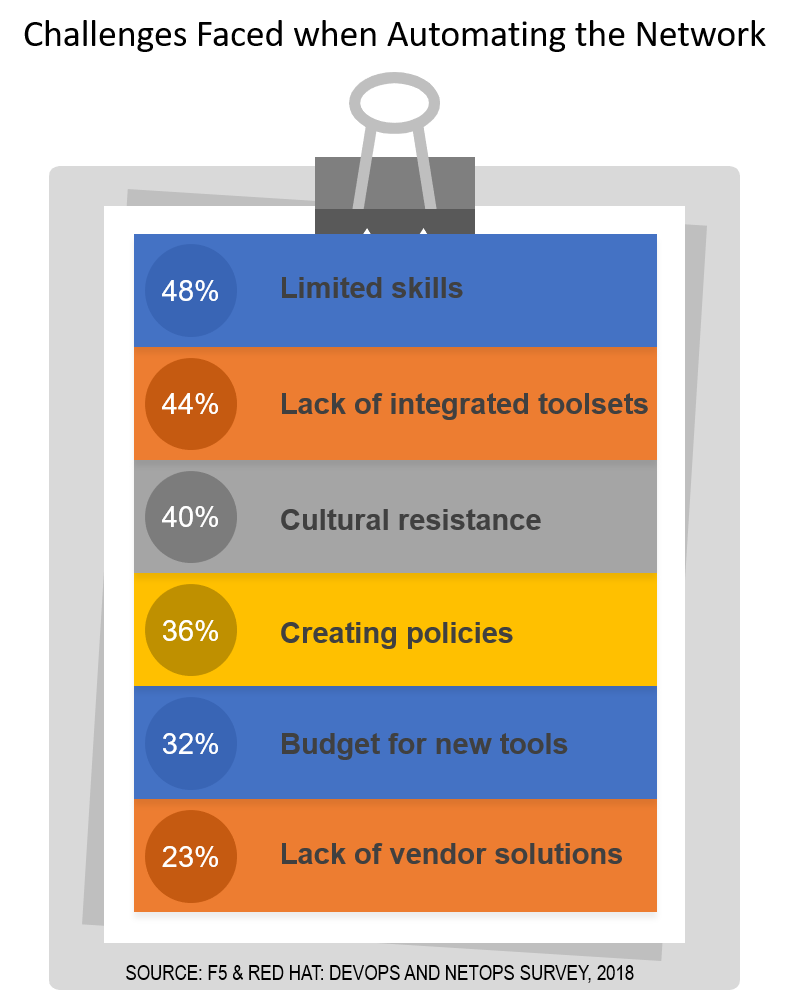 Challenges Faced when Automating the Network
48% Limited skills
44% Lack of integrated toolsets
40% Cultural resistance
36% Creating policies
32% Budget for new tools
23% Lack of vendor solutions
SOURCE: F5 & RED HAT: DEVOPS AND NETOPS SURVEY, 2018